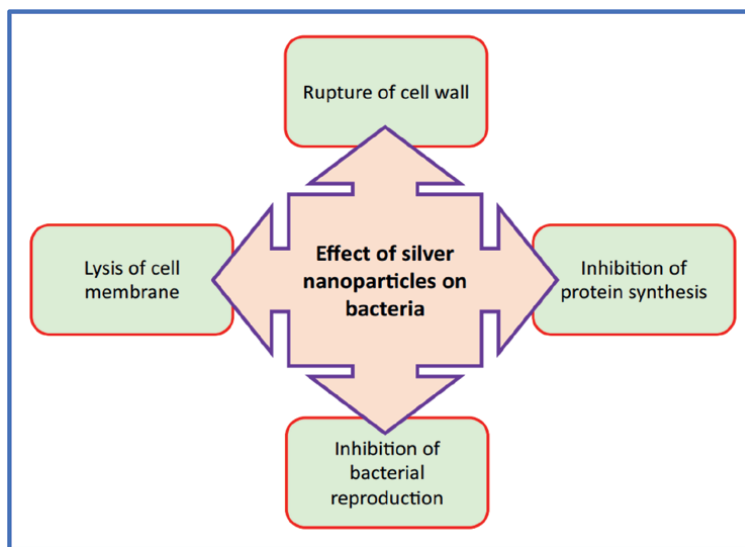 Rupture of cell wall
Lysis of cell
membrane
Effect of silver
nanoparticles on
bacteria
Inhibition of
protein synthesis
Inhibition of
bacterial
reproduction